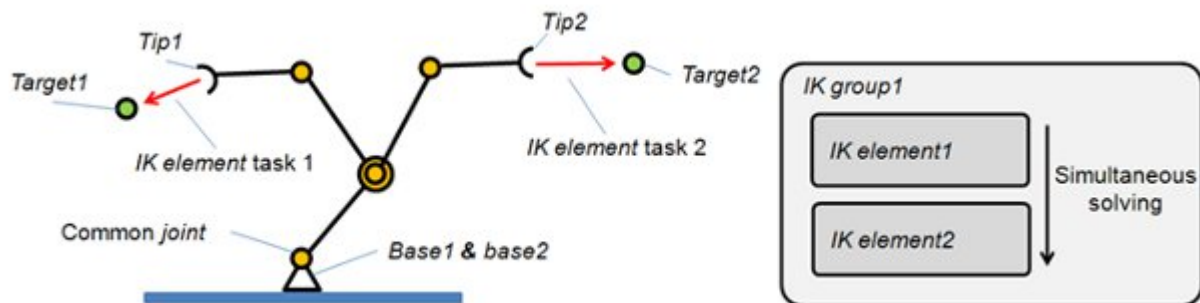 Tip1
Tip2
Target1
Target2
IK element task 1
IK element task 2
Common joint
Base1 & base2
IK group1
IK element1
IK element2
Simultaneous
solving